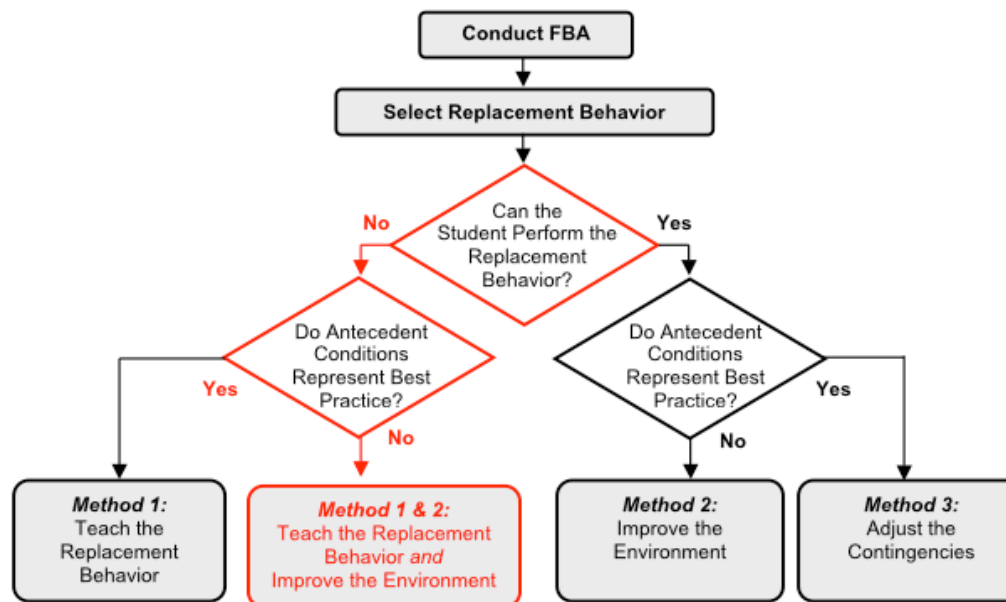 Conduct FBA
Select Replacement Behavior
Can the
Student Perform the
Replacement
Behavior?
No
Yes
Do Antecedent
Conditions
Represent Best
Practice?
Yes
No
Do Antecedent
Conditions
Represent Best
Practice?
No
Yes
Method 1:
Teach the
Replacement
Behavior
Method 1 & 2:
Teach the Replacement
Behavior and
Improve the Environment
Method 2:
Improve the
Environment
Method 3:
Adjust the
Contingencies